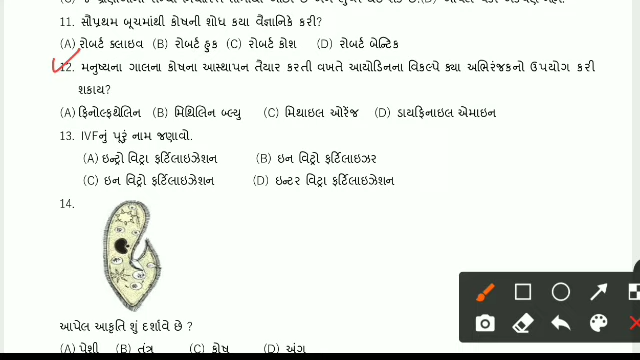 11. સૌપ્રથમ બૂચમાંથી કોષની શોધ કયા વૈજ્ઞાનિકે કરી?
(A) રોબર્ટ ક્લાઇવ (B) રોબર્ટ હુક (C) રોબર્ટ કોશ (D) રોબર્ટ બેન્ટિક
12. મનુષ્યના ગાલના કોષના આસ્થાપન તૈયાર કરતી વખતે આયોડિનના વિકલ્પે ક્યા અભિરંજકનો ઉપયોગ કરી
શકાય?
(A) ફિનોલ્ફથેલિન (B) મિથિલિન બ્લ્યુ (C) મિથાઇલ ઓરેંજ (D) ડાયફિનાઇલ એમાઇન
13. IVFનું પૂરું નામ જણાવો.
(A) ઇન્ટ્રો વિટ્રા ફર્ટિલાઇઝેશન (B) ઇન વિટ્રો ફર્ટિલાઇઝર
(C) ઇન વિટ્રો ફર્ટિલાઇઝેશન (D) ઇન્ટર વિટ્રા ફર્ટિલાઇઝેશન
14.
આપેલ આકૃતિ શું દર્શાવે છે ?
(A) પેશી (B) તંત્ર (C) કોષ (D) અંગ